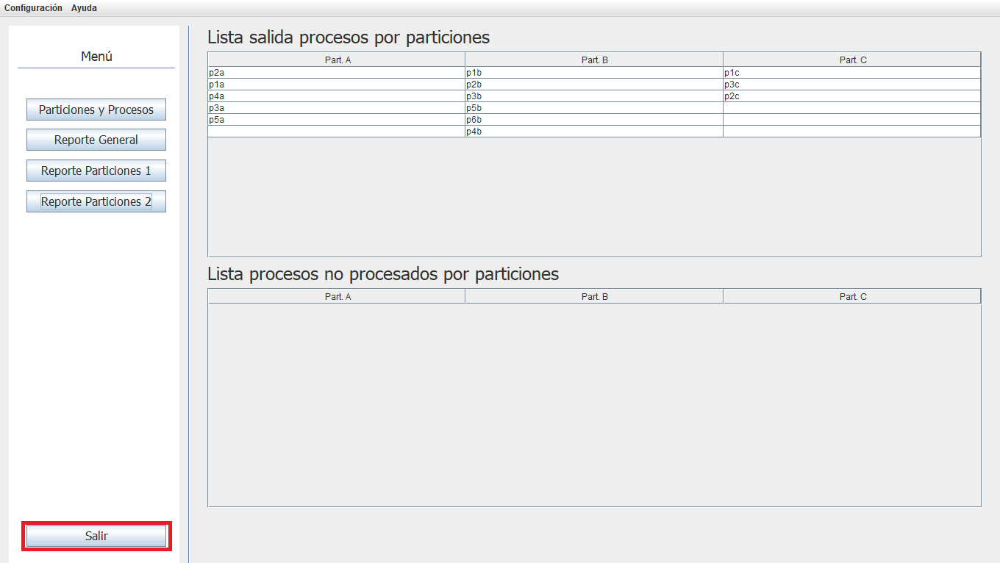 Configuración Ayuda
Menú
Particiones y Procesos
Reporte General
Reporte Particiones 1
Reporte Particiones 2
Salir
Lista salida procesos por particiones
Part. A Part. B Part. C
p2a p1b p1c
p1a p2b p3c
p4a p3b p2c
p3a p5b
p5a p6b
p4b
Lista procesos no procesados por particiones
Part. A Part. B Part. C